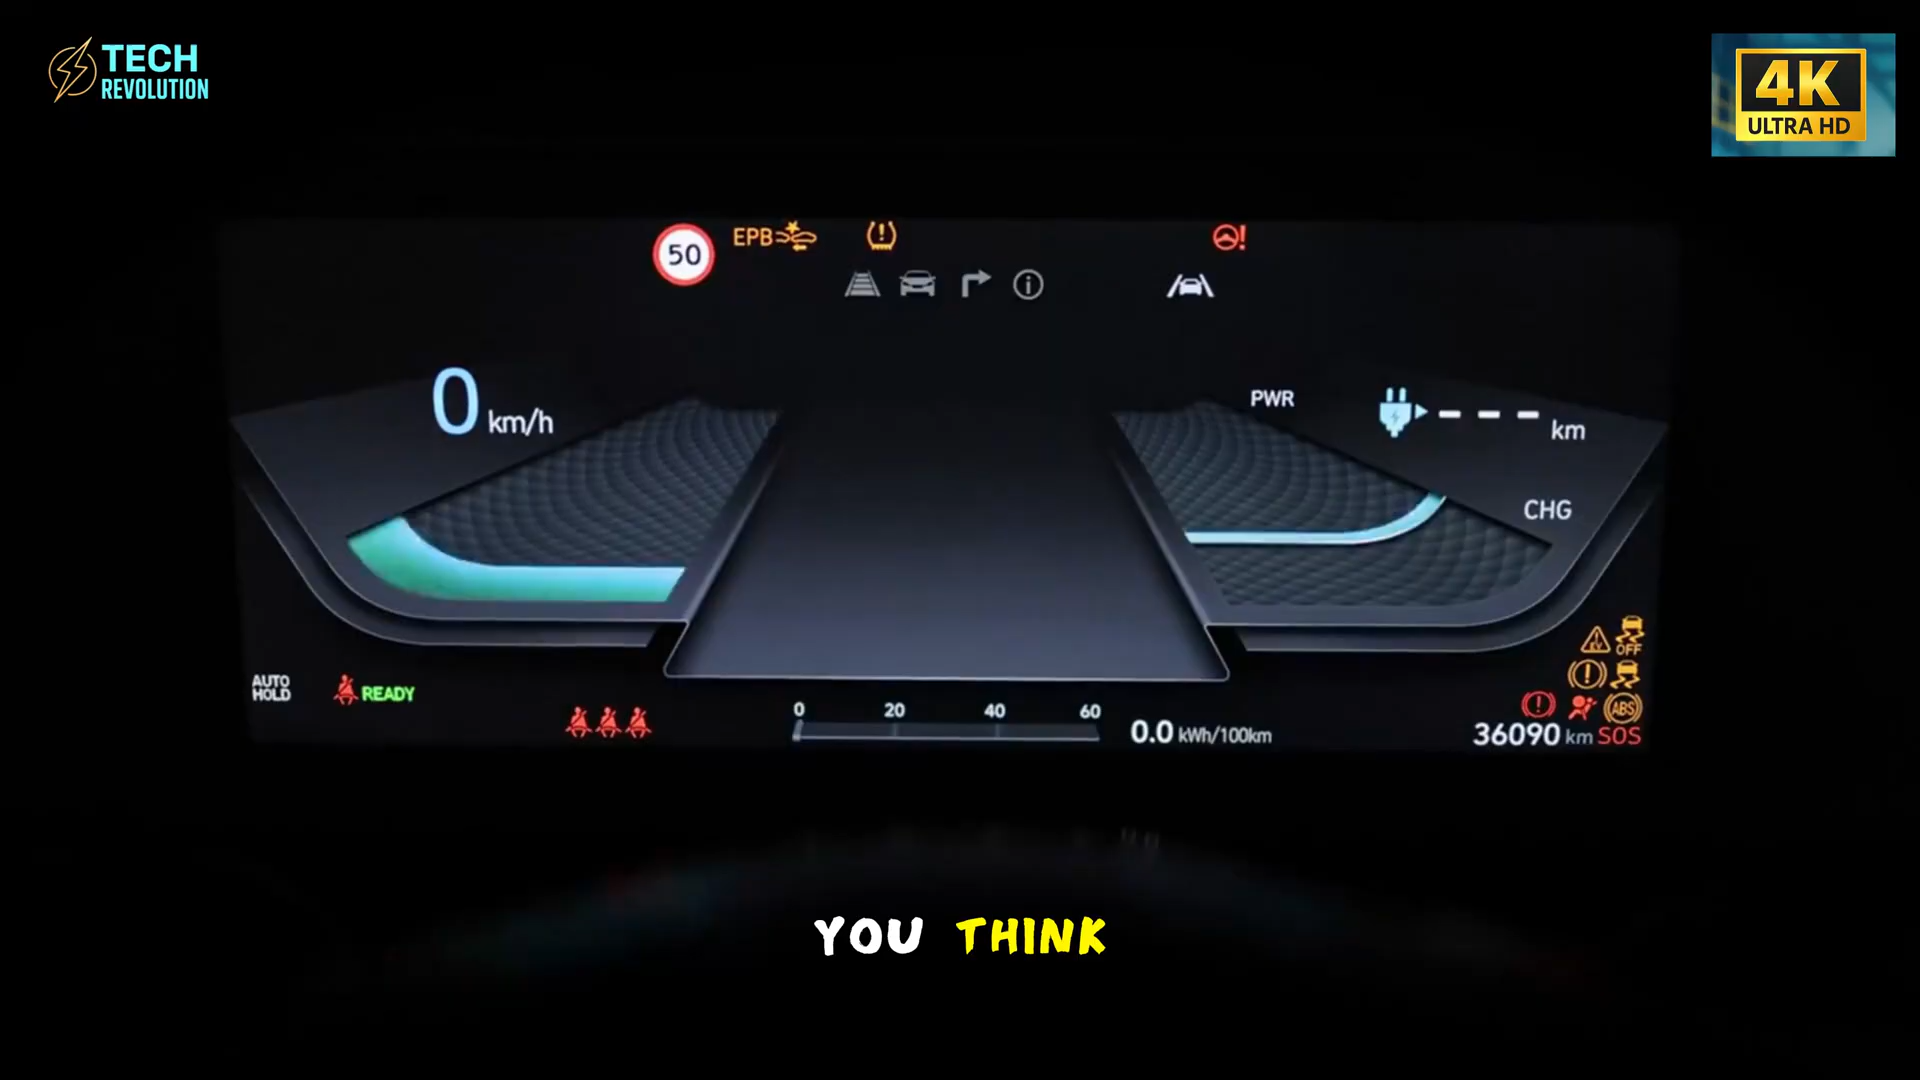 TECH
REVOLUTION
4K
ULTRA HD
50
EPB
0 km/h
PWR
km
CHG
AUTO
HOLD
READY
0 20 40 60
0.0 kWh/100km
EV
OFF
ABS
36090 km SOS
YOU THINK